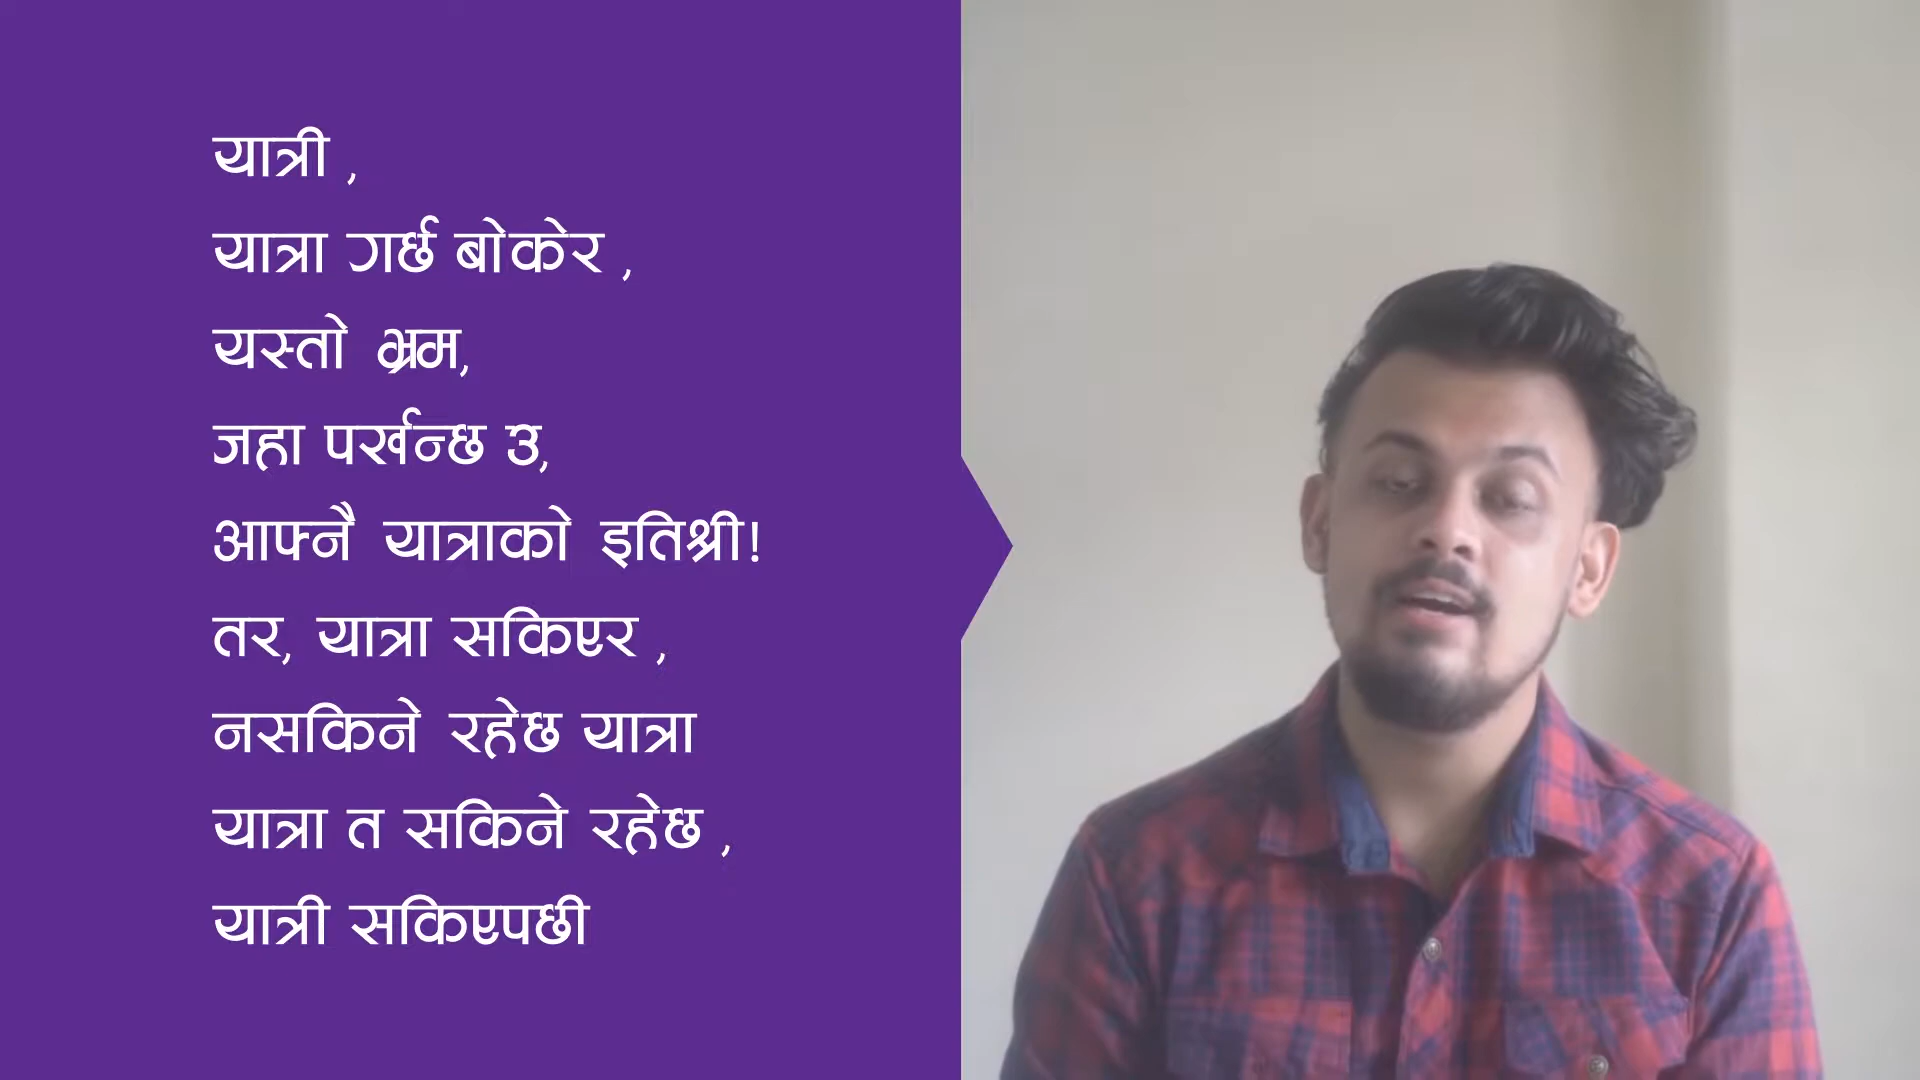 यात्री ,
यात्रा गर्छ बोकेर ,
यस्तो भ्रम,
जहा पर्खन्छ उ,
आफ्नै यात्राको इतिश्री!
तर, यात्रा सकिएर ,
नसकिने रहेछ यात्रा
यात्रा त सकिने रहेछ ,
यात्री सकिएपछी